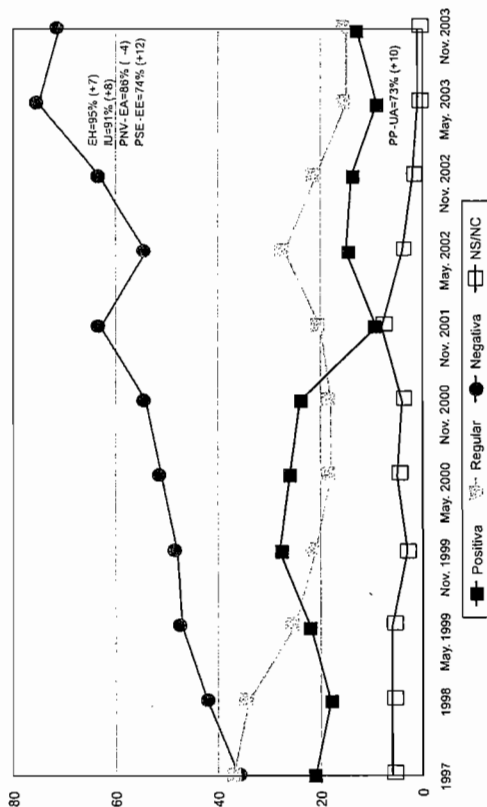 80
60
40
20
0
EH=95% (+7)
IU=91% (+8)
PNV-EA=86% ( -4)
PSE-EE=74% (+12)
PP-UA=73% (+10)
1997
1998
May. 1999
Nov. 1999
May. 2000
Nov. 2000
Nov. 2001
May. 2002
Nov. 2002
May. 2003
Nov. 2003
Positiva
Regular
Negativa
NS/NC